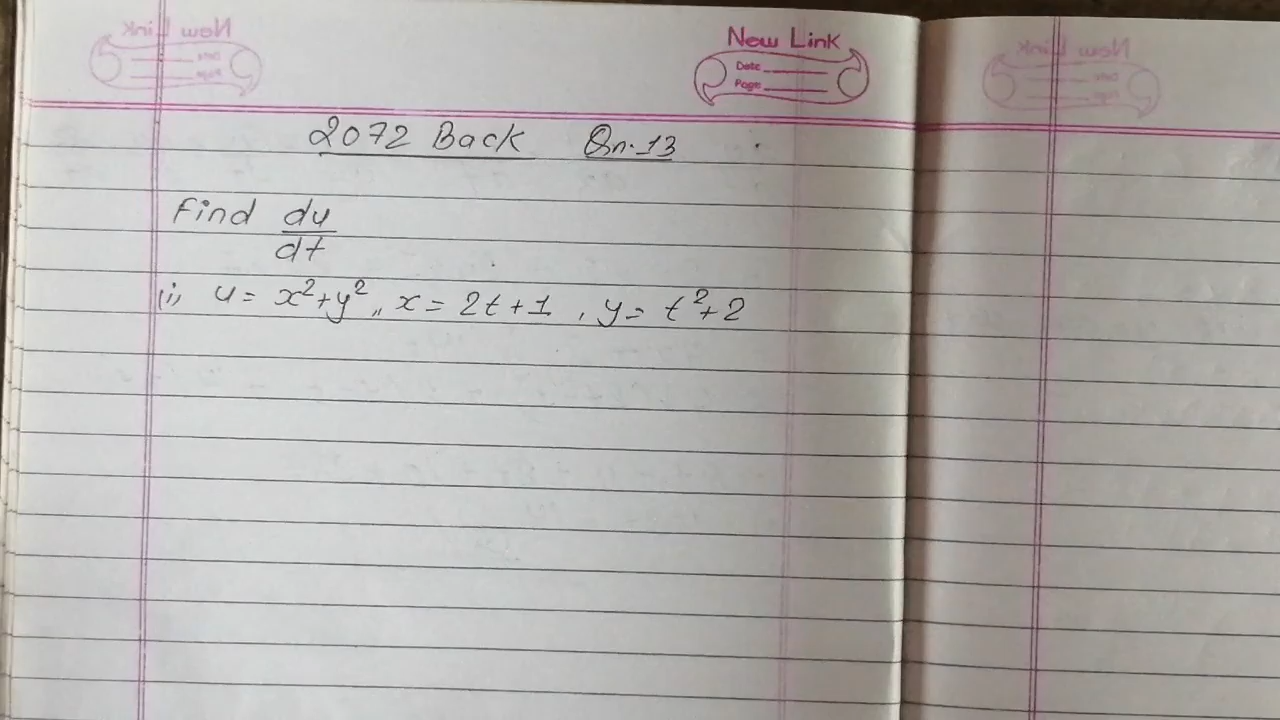 New Link
Date
Page
2072 Back Qn.13
Find du/dt
(i) u = x²+y², x = 2t+1, y = t²+2